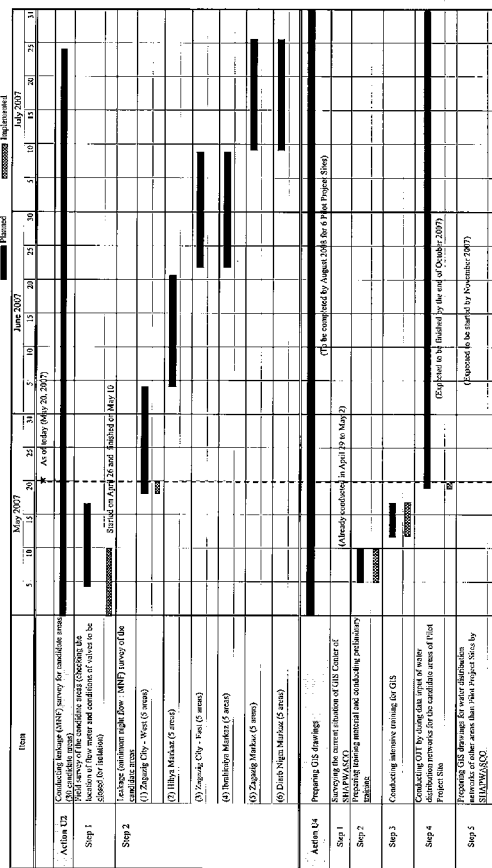 Planned Implemented
Item May 2007 June 2007 July 2007
5 10 15 20 25 31 5 10 15 20 25 30 5 10 15 20 25 31
As of today (May 20, 2007)
Action U2 Conducting leakage (MNF) survey for candidate areas
(30 candidate areas)
Step 1 Field survey of the candidate areas (checking the
location of flow meter and conditions of valves to be
closed for isolation)
Started on April 26 and finished on May 10
Step 2 Leakage (minimum night flow : MNF) survey of the
candidate areas
(1) Zagazig City - West (5 areas)
(2) Hihya Markaz (5 areas)
(3) Zagazig City - East (5 areas)
(4) Ibrahimiya Markaz (5 areas)
(5) Zagazig Markaz (5 areas)
(6) Diarb Nigm Markaz (5 areas)
Action U4 Preparing GIS drawings
(To be completed by August 2008 for 6 Pilot Project Sites)
Step 1 Surveying the current situation of GIS Center of
SHAPWASCO
(Already conducted in April 29 to May 2)
Step 2 Preparing training material and conducting preliminary
training
Step 3 Conducting intensive training for GIS
Step 4 Conducting OJT by during data input of water
distribution networks for the candidate areas of Pilot
Project Site
(Expected to be finished by the end of October 2007)
Step 5 Preparing GIS drawings for water distribution
networks of other areas than Pilot Project Sites by
SHAPWASCO
(Expected to be started by November 2007)